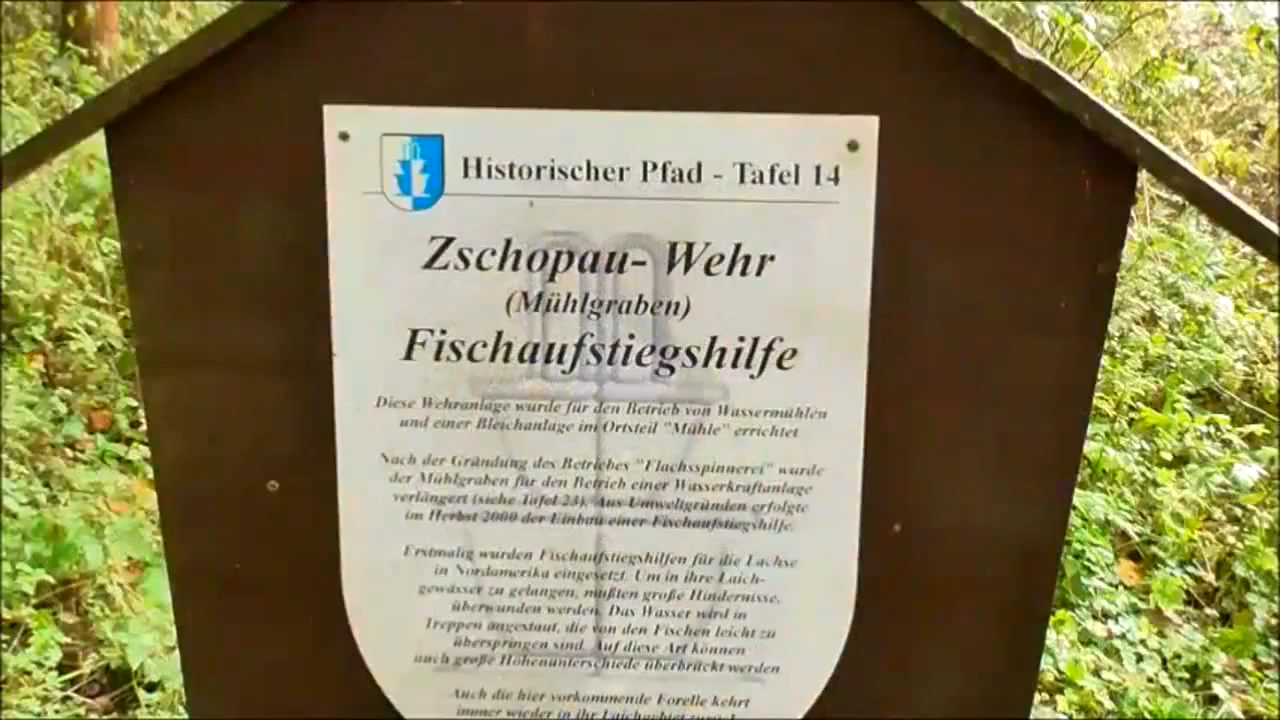 Historischer Pfad - Tafel 14
Zschopau- Wehr
(Mühlgraben)
Fischaufstiegshilfe
Diese Wehranlage wurde für den Betrieb von Wassermühlen
und einer Bleichanlage im Ortsteil "Mühle" errichtet
Nach der Gründung des Betriebes "Flachsspinnerei" wurde
der Mühlgraben für den Betrieb einer Wasserkraftanlage
verlängert (siehe Tafel 23). Aus Umweltgründen erfolgte
im Herbst 2000 der Einbau einer Fischaufstiegshilfe.
Erstmalig wurden Fischaufstiegshilfen für die Lachse
in Nordamerika eingesetzt. Um in ihre Laich-
gewässer zu gelangen, mußten große Hindernisse,
überwunden werden. Das Wasser wird in
Treppen angestaut, die von den Fischen leicht zu
überspringen sind. Auf diese Art können
auch große Höhenunterschiede überbrückt werden
Auch die hier vorkommende Forelle kehrt
immer wieder in ihr Laichgebiet zurück